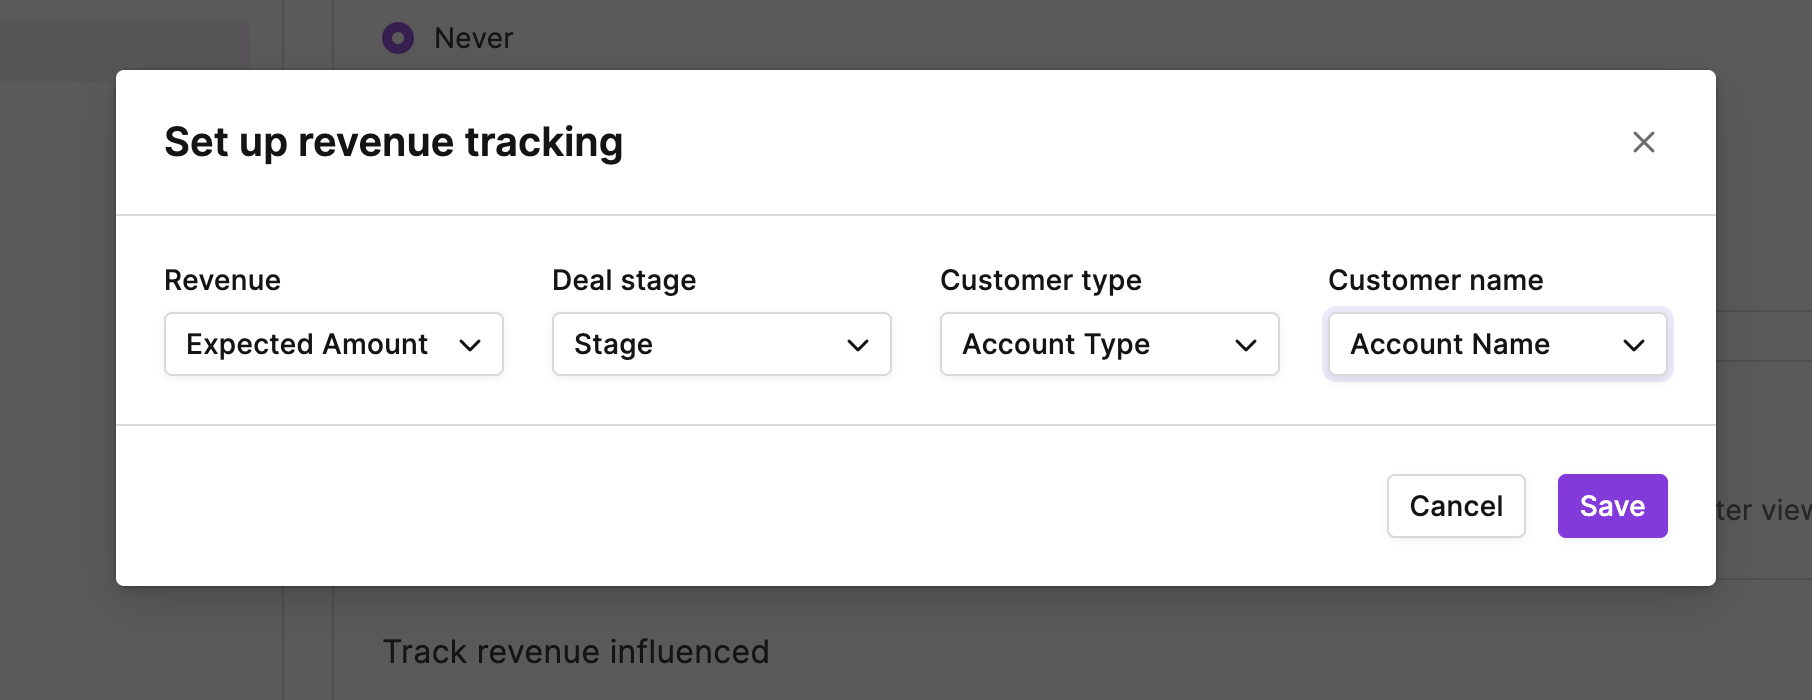 Never
Set up revenue tracking
Revenue
Deal stage
Customer type
Customer name
Expected Amount
Stage
Account Type
Account Name
Cancel
Save
Track revenue influenced